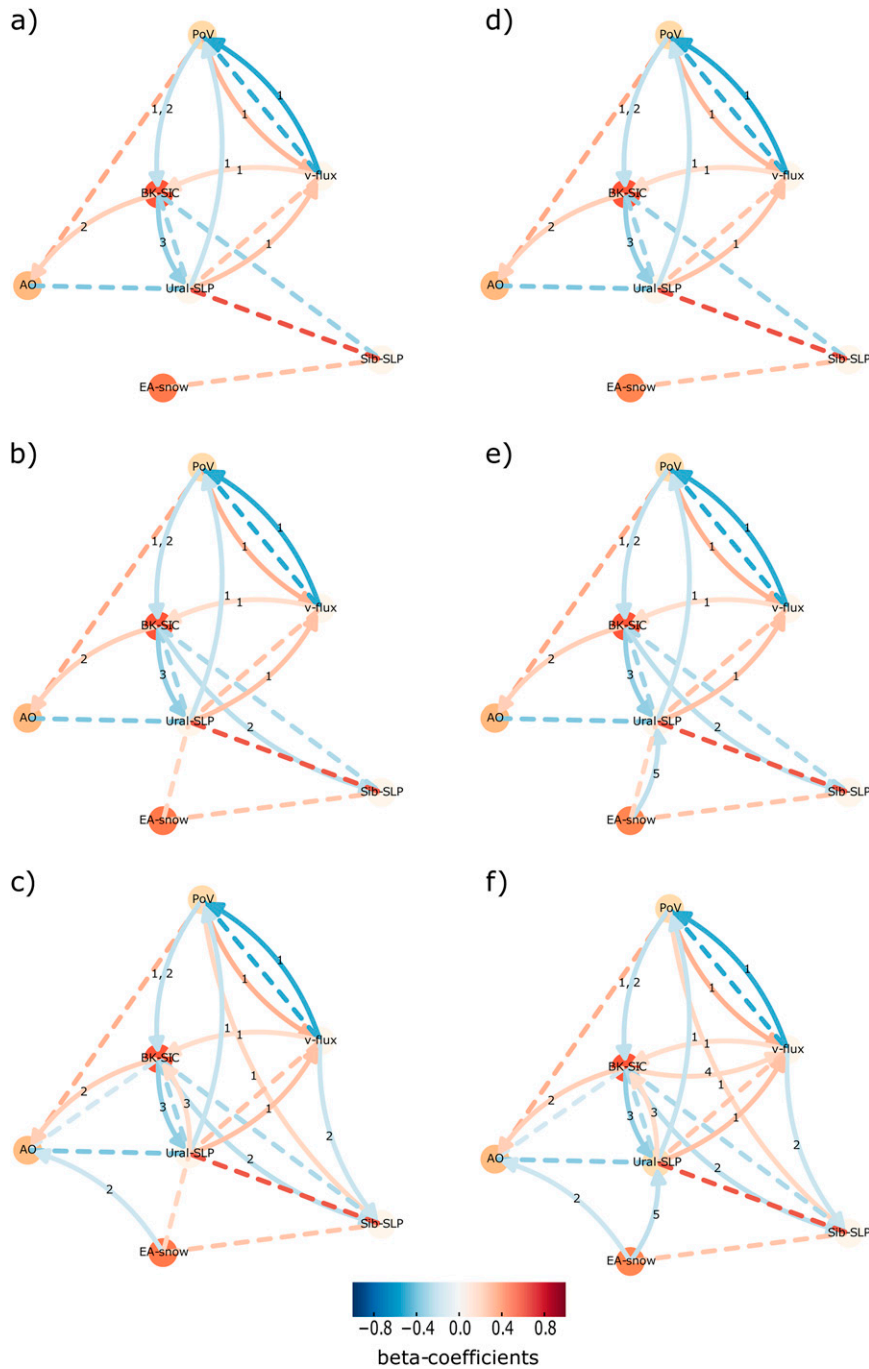 a)
PoV
1
1, 2
1
1
1
v-flux
BK-SIC
2
3
1
AO
Ural-SLP
Sib-SLP
EA-snow
d)
PoV
1
1, 2
1
1
1
v-flux
BK-SIC
2
3
1
AO
Ural-SLP
Sib-SLP
EA-snow
b)
PoV
1
1, 2
1
1
1
v-flux
BK-SIC
2
3
1
AO
Ural-SLP
2
Sib-SLP
EA-snow
e)
PoV
1
1, 2
1
1
1
v-flux
BK-SIC
2
3
1
AO
Ural-SLP
2
5
Sib-SLP
EA-snow
c)
PoV
1
1, 2
1
1
1
v-flux
BK-SIC
1
2
3
3
1
2
AO
Ural-SLP
2
2
Sib-SLP
EA-snow
f)
PoV
1
1, 2
1
1
1
v-flux
BK-SIC
4
1
2
3
3
1
2
AO
Ural-SLP
2
2
5
Sib-SLP
EA-snow
−0.8 −0.4 0.0 0.4 0.8
beta-coefficients